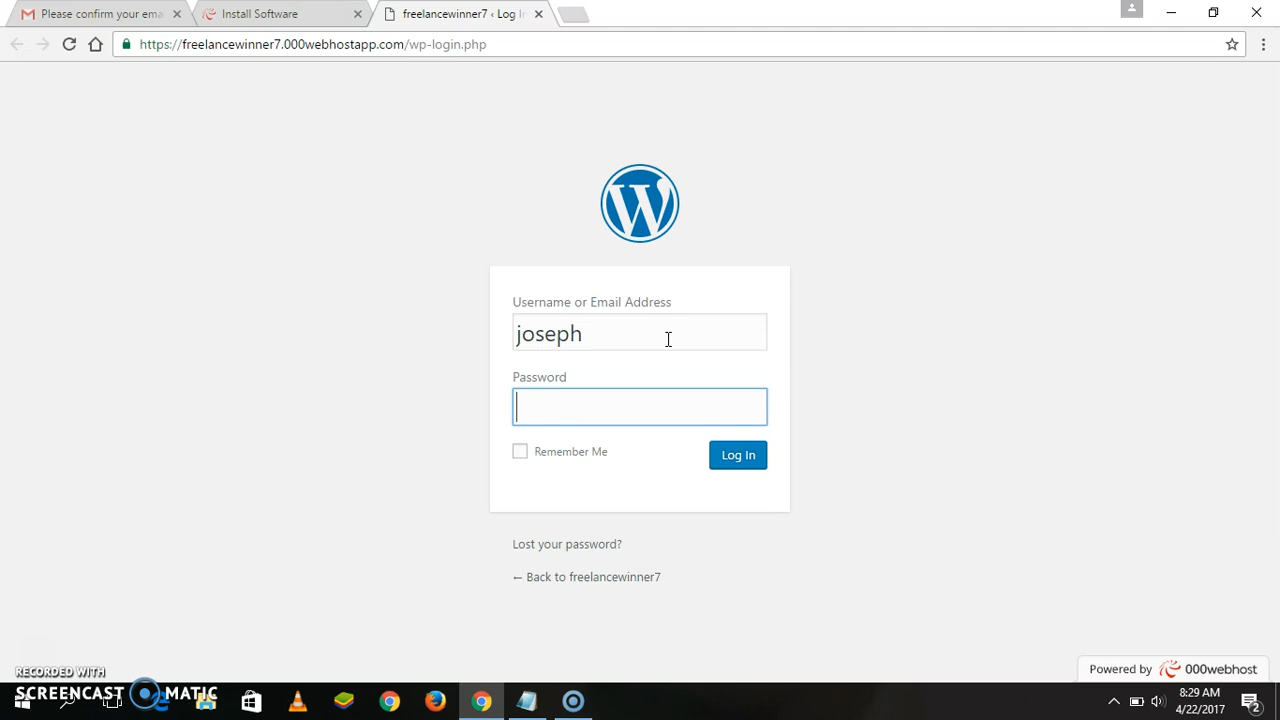 Please confirm your ema
Install Software
freelancewinner7 ‹ Log In
https://freelancewinner7.000webhostapp.com/wp-login.php
W
Username or Email Address
joseph
Password
Remember Me
Log In
Lost your password?
← Back to freelancewinner7
Powered by 000webhost
RECORDED WITH
SCREENCAST MATIC
8:29 AM
4/22/2017
2